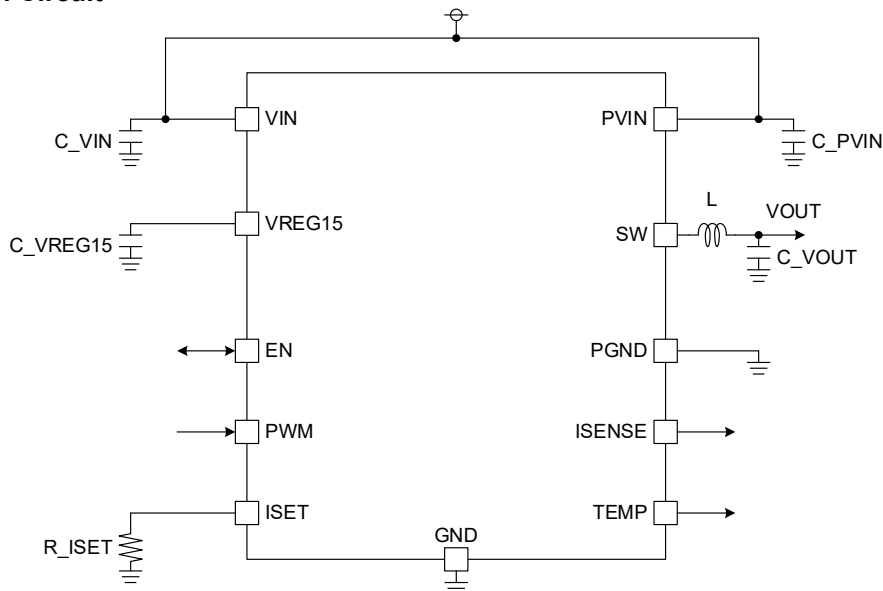 VIN
PVIN
C_VIN
C_PVIN
VREG15
L
VOUT
SW
C_VREG15
C_VOUT
EN
PGND
PWM
ISENSE
ISET
TEMP
GND
R_ISET